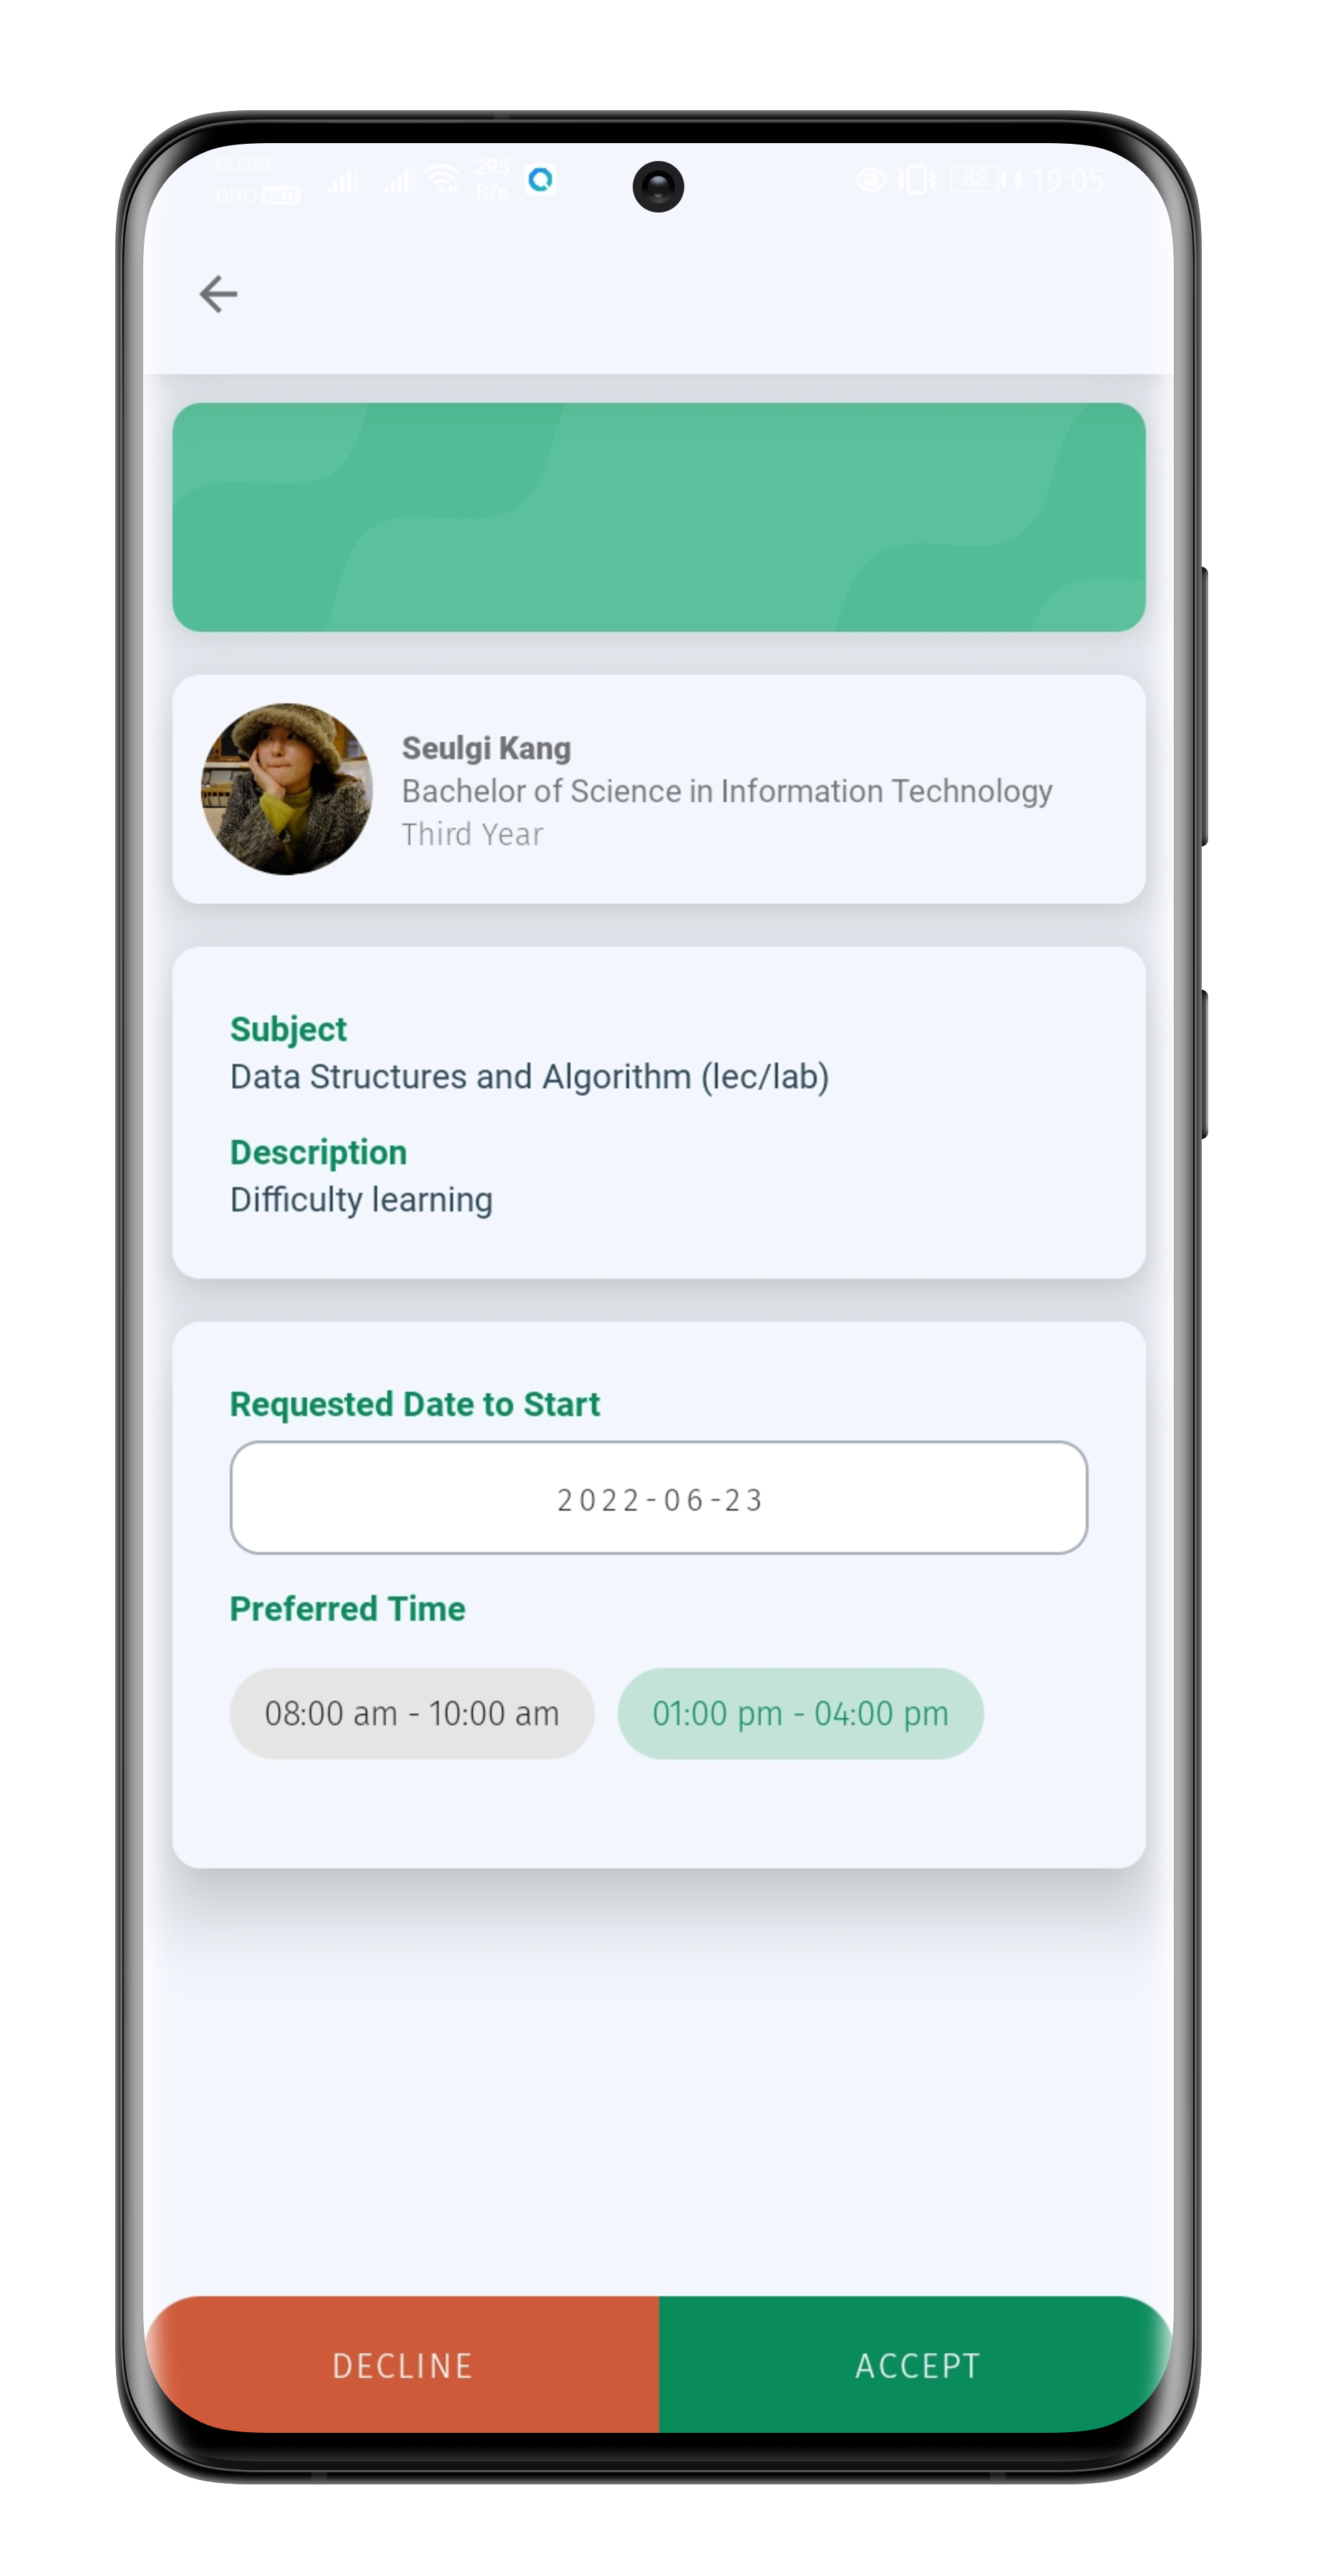 GLOBE
DITO VoLTE
295
B/s
88
19:05
Seulgi Kang
Bachelor of Science in Information Technology
Third Year
Subject
Data Structures and Algorithm (lec/lab)
Description
Difficulty learning
Requested Date to Start
2022-06-23
Preferred Time
08:00 am - 10:00 am
01:00 pm - 04:00 pm
DECLINE
ACCEPT